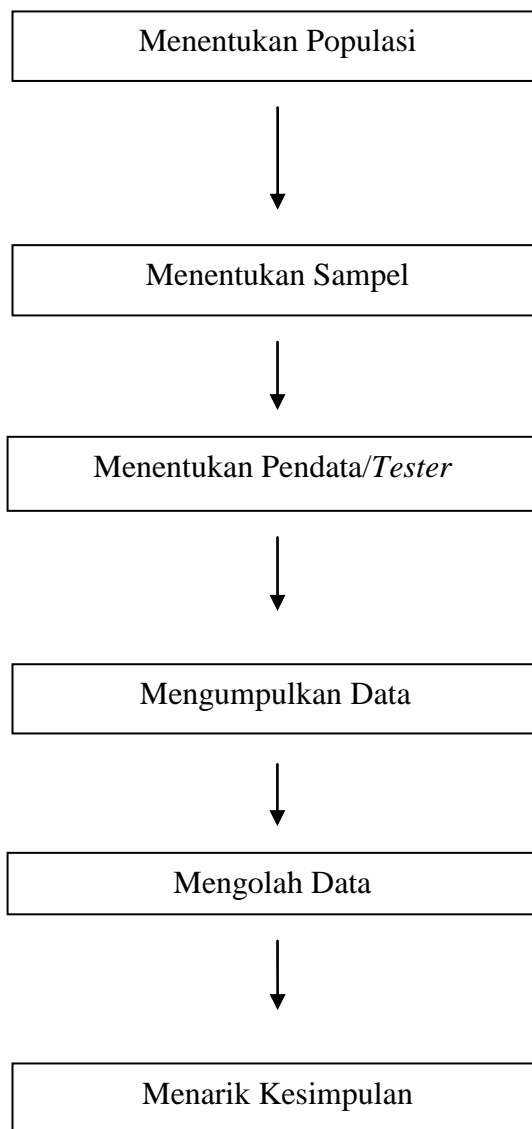 Menentukan Populasi
Menentukan Sampel
Menentukan Pendata/Tester
Mengumpulkan Data
Mengolah Data
Menarik Kesimpulan